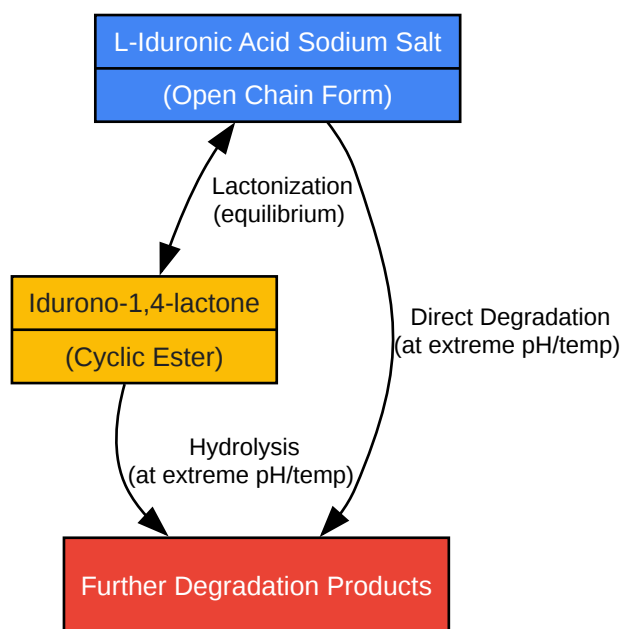 L-Iduronic Acid Sodium Salt
(Open Chain Form)
Lactonization
(equilibrium)
Idurono-1,4-lactone
(Cyclic Ester)
Direct Degradation
(at extreme pH/temp)
Hydrolysis
(at extreme pH/temp)
Further Degradation Products